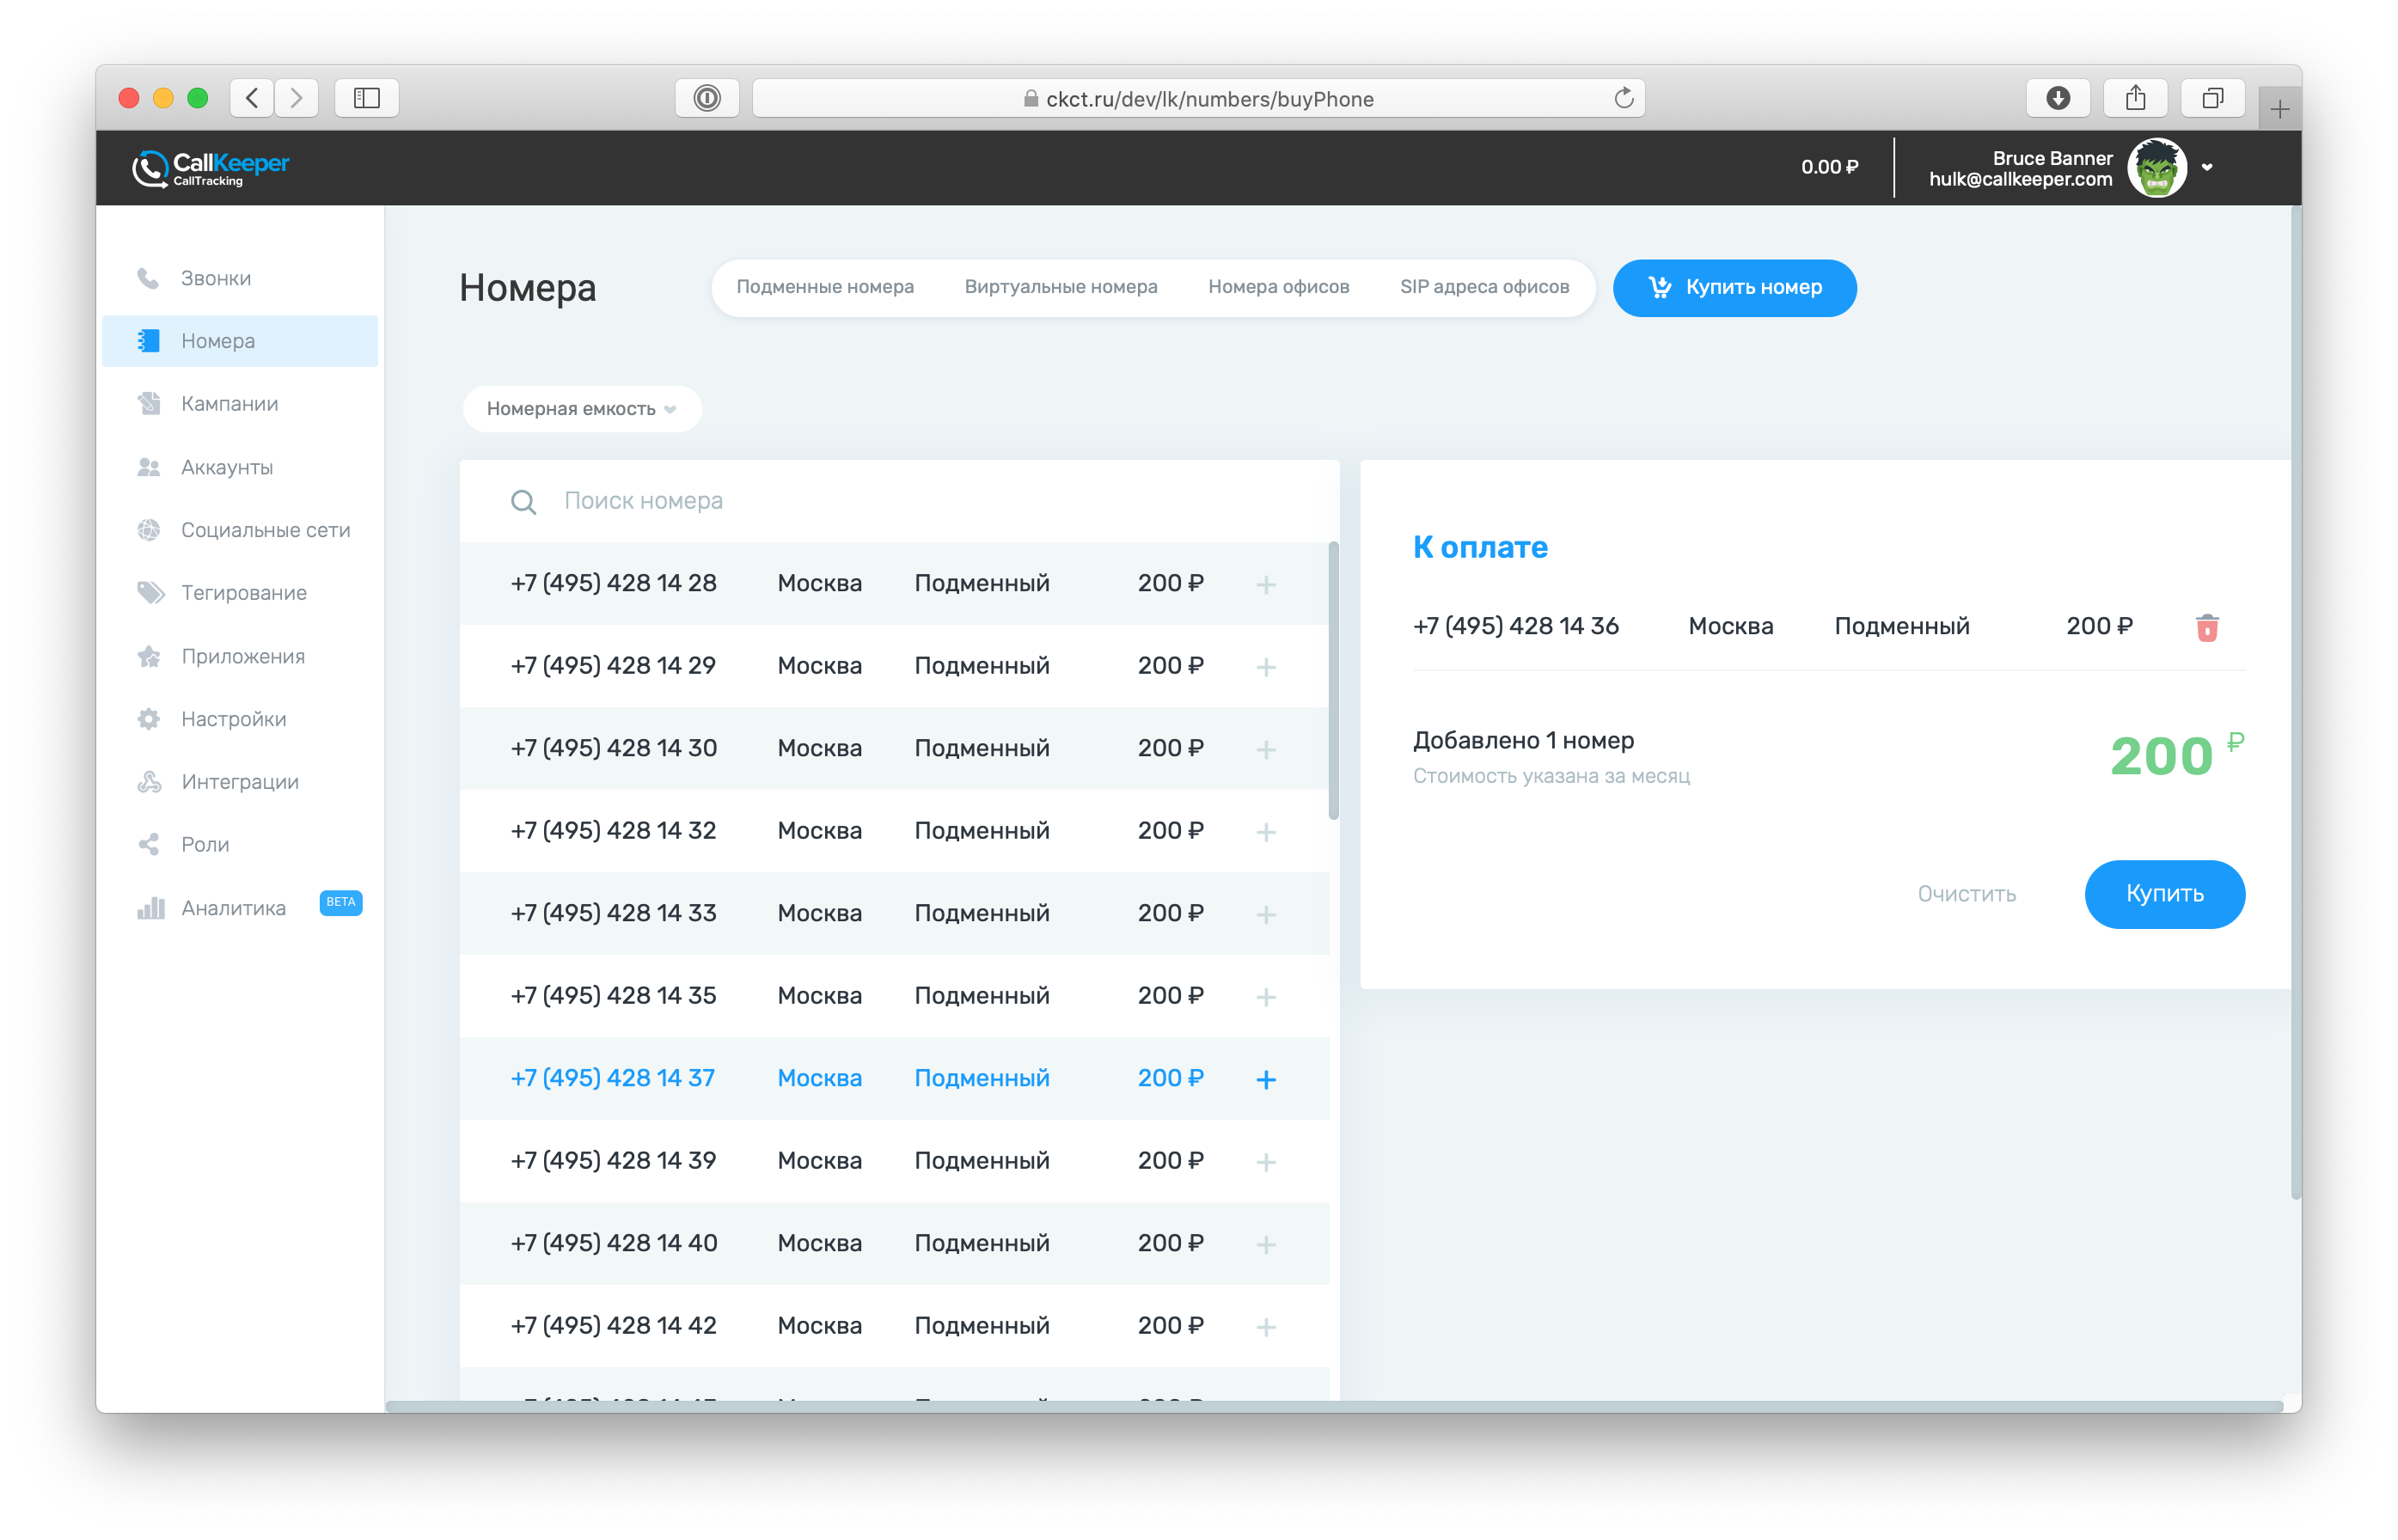 ckct.ru/dev/lk/numbers/buyPhone
CallKeeper
CallTracking
0.00 ₽
Bruce Banner
hulk@callkeeper.com
Звонки
Номера
Кампании
Аккаунты
Социальные сети
Тегирование
Приложения
Настройки
Интеграции
Роли
Аналитика BETA
Номера
Подменные номера Виртуальные номера Номера офисов SIP адреса офисов Купить номер
Номерная емкость
Поиск номера
+7 (495) 428 14 28 Москва Подменный 200 ₽ +
+7 (495) 428 14 29 Москва Подменный 200 ₽ +
+7 (495) 428 14 30 Москва Подменный 200 ₽ +
+7 (495) 428 14 32 Москва Подменный 200 ₽ +
+7 (495) 428 14 33 Москва Подменный 200 ₽ +
+7 (495) 428 14 35 Москва Подменный 200 ₽ +
+7 (495) 428 14 37 Москва Подменный 200 ₽ +
+7 (495) 428 14 39 Москва Подменный 200 ₽ +
+7 (495) 428 14 40 Москва Подменный 200 ₽ +
+7 (495) 428 14 42 Москва Подменный 200 ₽ +
К оплате
+7 (495) 428 14 36 Москва Подменный 200 ₽
Добавлено 1 номер
Стоимость указана за месяц
200 ₽
Очистить Купить